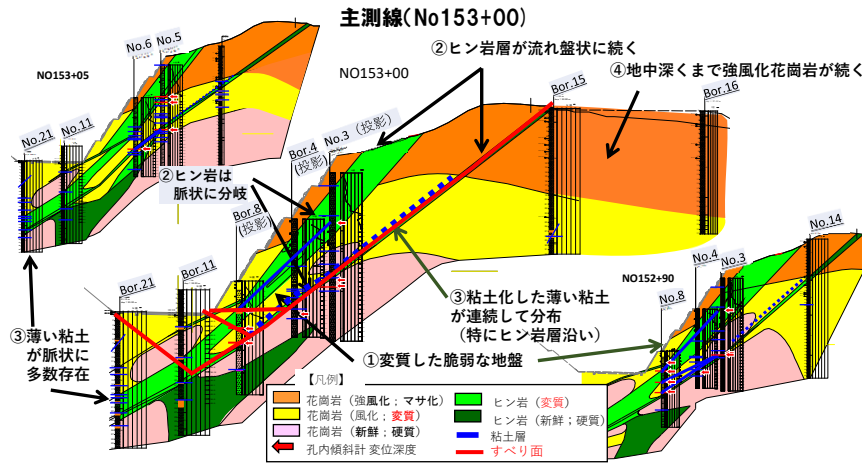 主測線(No153+00)
NO153+05
No.6
No.5
No.21
No.11
NO153+00
②ヒン岩層が流れ盤状に続く
④地中深くまで強風化花崗岩が続く
Bor.15
Bor.16
No.3 (投影)
Bor.4
(投影)
②ヒン岩は
脈状に分岐
Bor.8
(投影)
Bor.11
Bor.21
③薄い粘土
が脈状に
多数存在
③粘土化した薄い粘土
が連続して分布
(特にヒン岩層沿い)
①変質した脆弱な地盤
NO152+90
No.14
No.4
No.3
No.8
【凡例】
花崗岩(強風化;マサ化)
花崗岩(風化;変質)
花崗岩(新鮮;硬質)
孔内傾斜計 変位深度
ヒン岩(変質)
ヒン岩(新鮮;硬質)
粘土層
すべり面